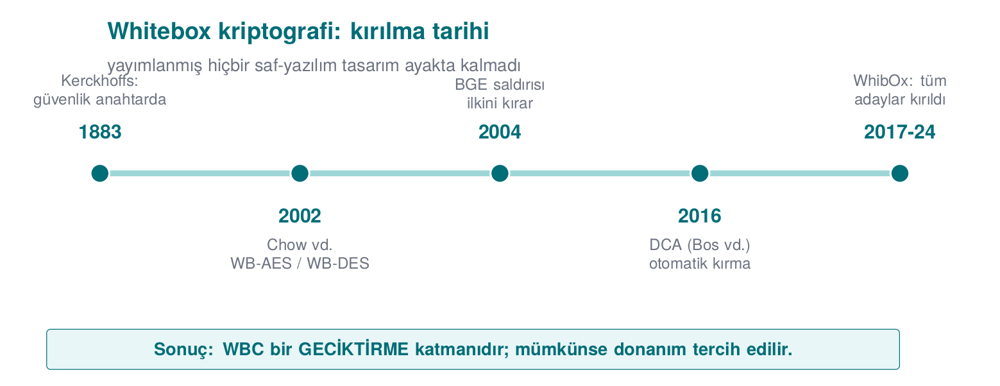 Whitebox kriptografi: kırılma tarihi
yayımlanmış hiçbir saf-yazılım tasarım ayakta kalmadı
Kerckhoffs:
güvenlik anahtarda
1883
2002
Chow vd.
WB-AES / WB-DES
BGE saldırısı
ilkini kırar
2004
2016
DCA (Bos vd.)
otomatik kırma
WhibOx: tüm
adaylar kırıldı
2017-24
Sonuç: WBC bir GECİKTİRME katmanıdır; mümkünse donanım tercih edilir.